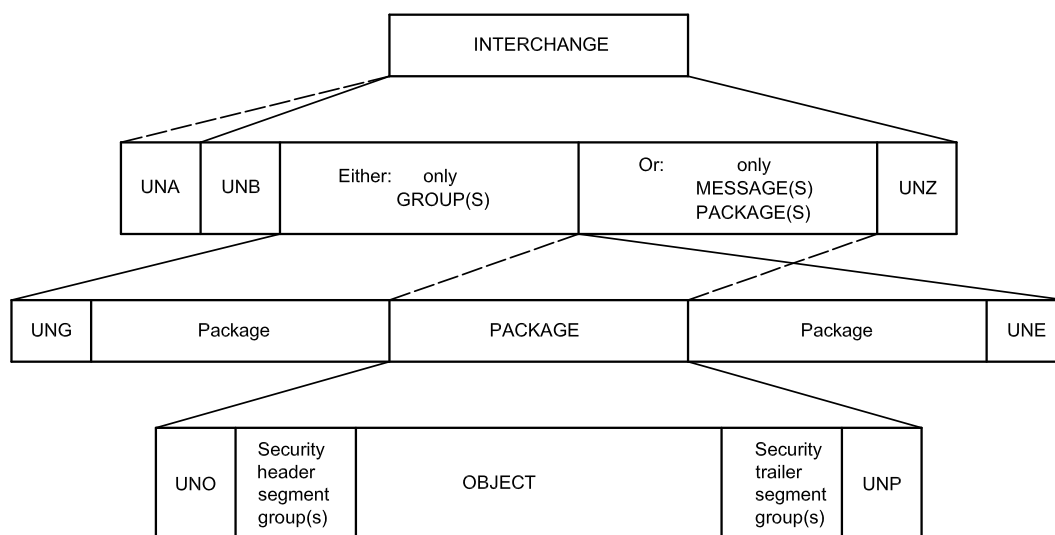 INTERCHANGE
UNA
UNB
Either: only
GROUP(S)
Or: only
MESSAGE(S)
PACKAGE(S)
UNZ
UNG
Package
PACKAGE
Package
UNE
UNO
Security
header
segment
group(s)
OBJECT
Security
trailer
segment
group(s)
UNP